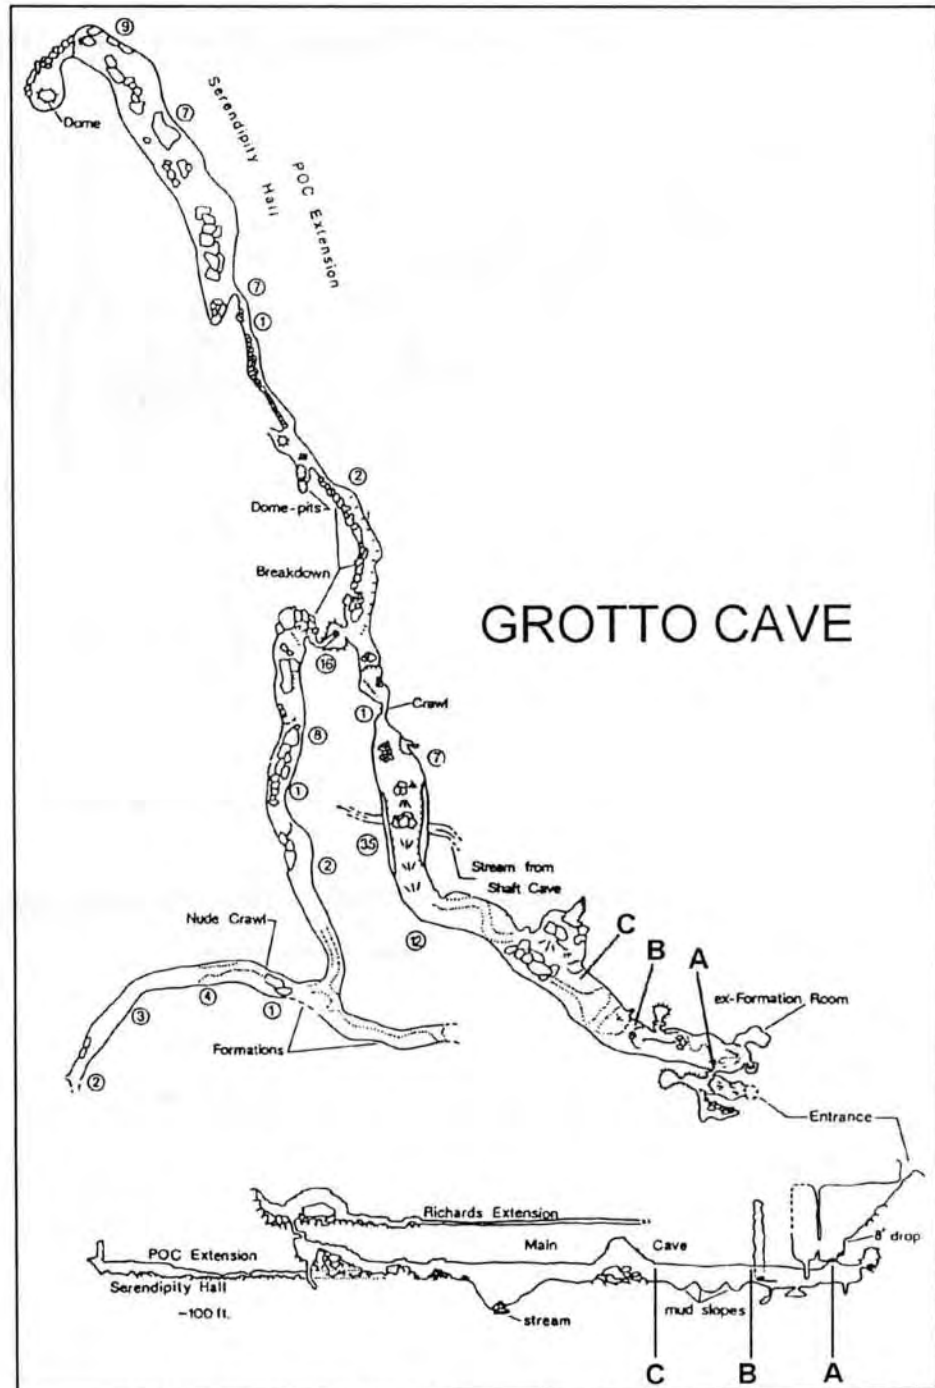 9
Dome
7
Serendipity Hall
POC Extension
7
1
2
Dome-pits
Breakdown
GROTTO CAVE
16
Crawl
1
7
8
1
35
Stream from
Shaft Cave
2
Nude Crawl
12
C
B
A
ex-Formation Room
4
1
3
Formations
2
Entrance
Richards Extension
8' drop
Main Cave
POC Extension
Serendipity Hall
mud slopes
-100 ft.
stream
C
B
A